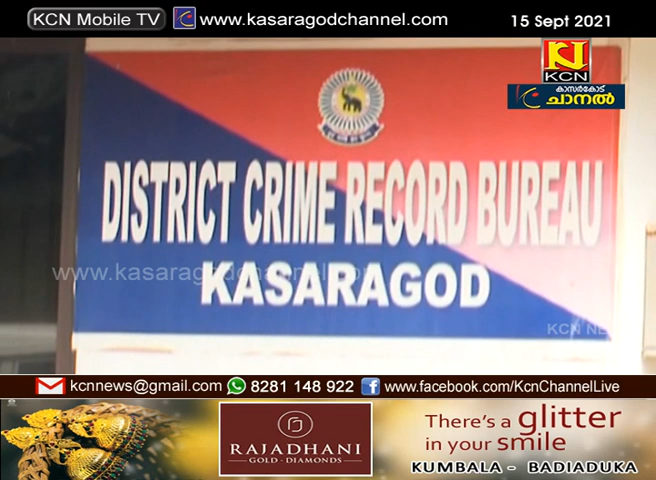 KCN Mobile TV
www.kasaragodchannel.com
15 Sept 2021
KCN
കാസർകോട്
ചാനൽ
DISTRICT CRIME RECORD BUREAU
KASARAGOD
www.kasaragodchannel.com
KCN NE
kcnnews@gmail.com
8281 148 922
www.facebook.com/KcnChannelLive
RAJADHANI
GOLD - DIAMONDS
There's a glitter
in your smile
KUMBALA - BADIADUKA